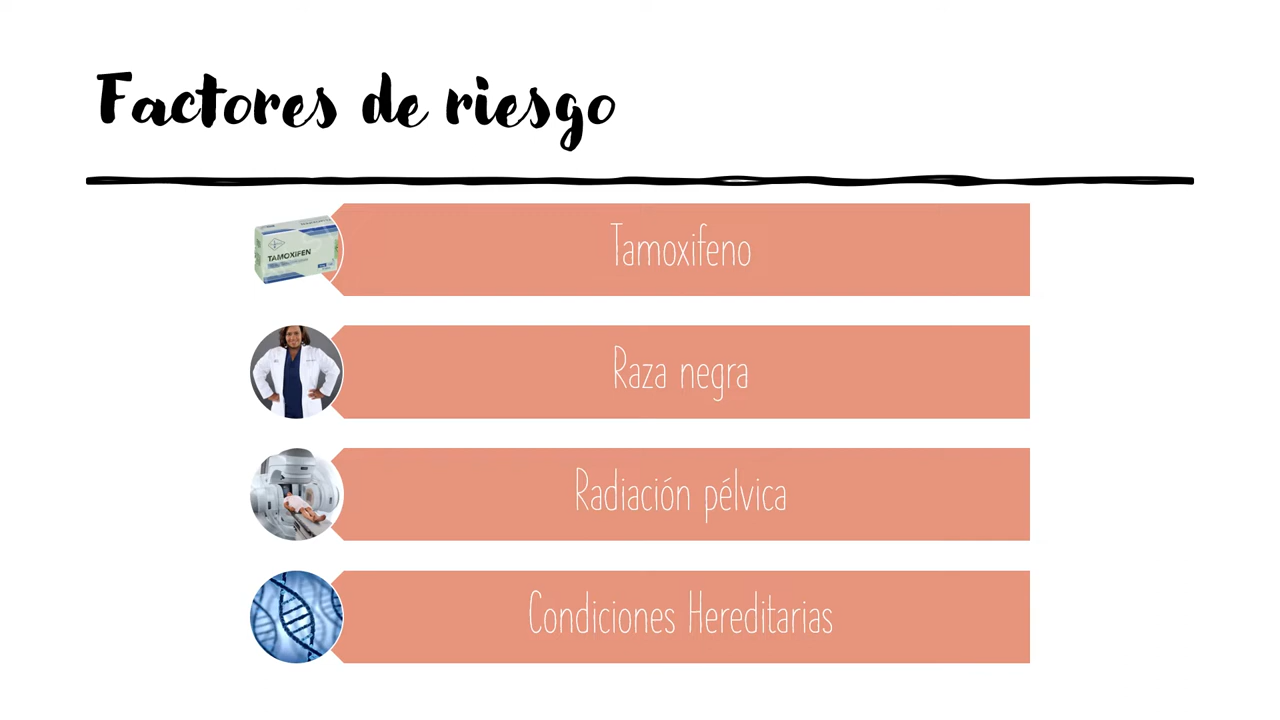 Factores de riesgo
TAMOXIFEN
Tamoxifeno
Raza negra
Radiación pélvica
Condiciones Hereditarias